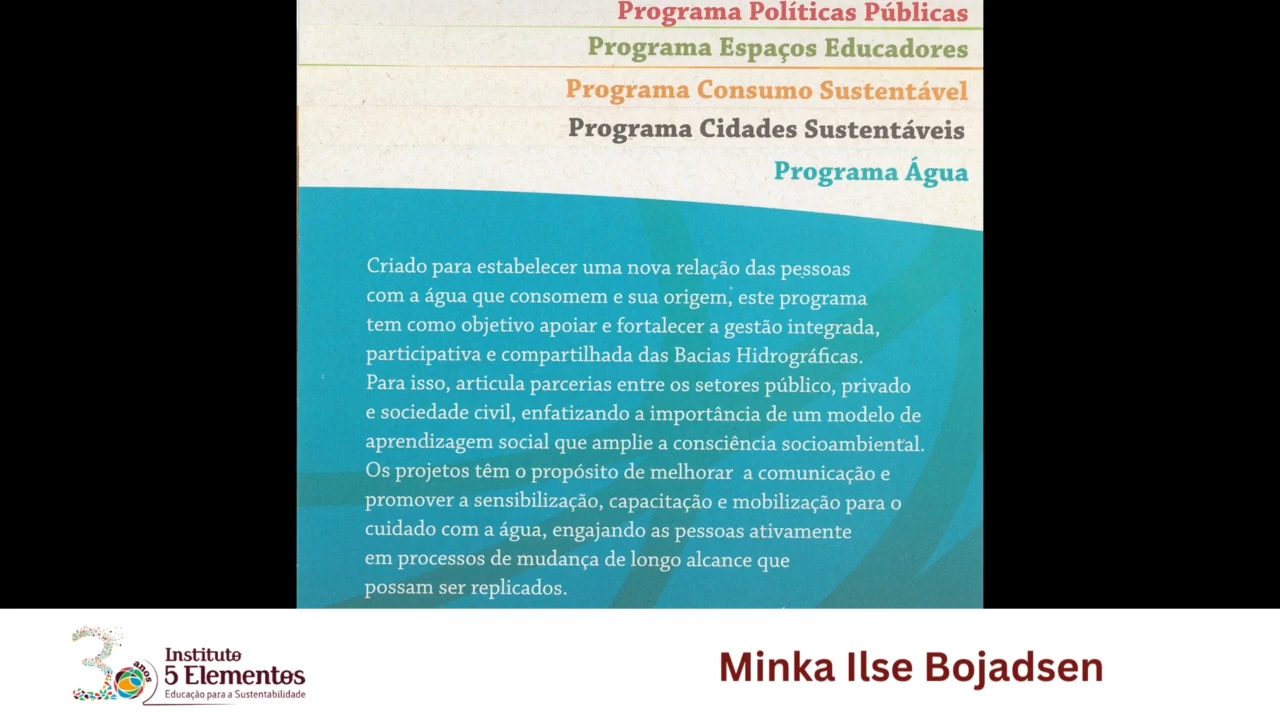 Programa Políticas Públicas
Programa Espaços Educadores
Programa Consumo Sustentável
Programa Cidades Sustentáveis
Programa Água
Criado para estabelecer uma nova relação das pessoas
com a água que consomem e sua origem, este programa
tem como objetivo apoiar e fortalecer a gestão integrada,
participativa e compartilhada das Bacias Hidrográficas.
Para isso, articula parcerias entre os setores público, privado
e sociedade civil, enfatizando a importância de um modelo de
aprendizagem social que amplie a consciência socioambiental.
Os projetos têm o propósito de melhorar a comunicação e
promover a sensibilização, capacitação e mobilização para o
cuidado com a água, engajando as pessoas ativamente
em processos de mudança de longo alcance que
possam ser replicados.
30 anos
Instituto
5 Elementos
Educação para a Sustentabilidade
Minka Ilse Bojadsen